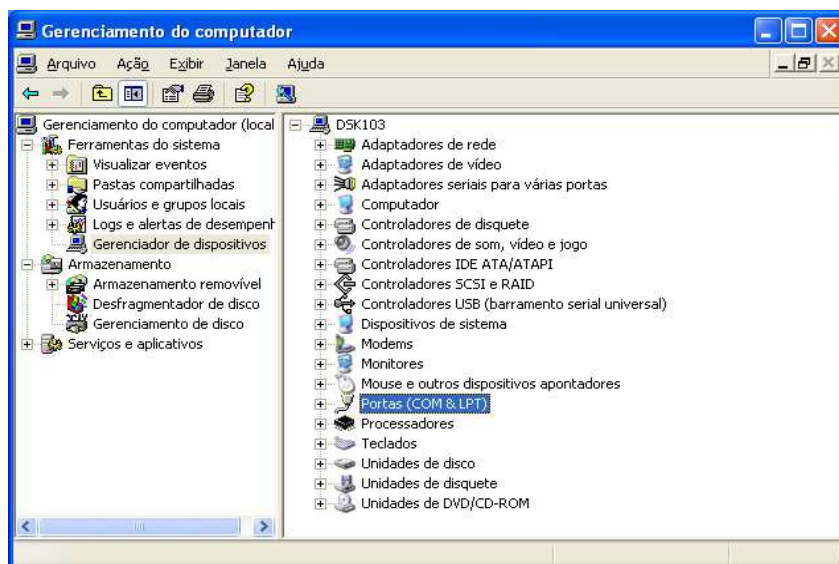 Gerenciamento do computador
Arquivo Ação Exibir Janela Ajuda
Gerenciamento do computador (local
Ferramentas do sistema
Visualizar eventos
Pastas compartilhadas
Usuários e grupos locais
Logs e alertas de desempenh
Gerenciador de dispositivos
Armazenamento
Armazenamento removível
Desfragmentador de disco
Gerenciamento de disco
Serviços e aplicativos
DSK103
Adaptadores de rede
Adaptadores de vídeo
Adaptadores seriais para várias portas
Computador
Controladores de disquete
Controladores de som, vídeo e jogo
Controladores IDE ATA/ATAPI
Controladores SCSI e RAID
Controladores USB (barramento serial universal)
Dispositivos de sistema
Modems
Monitores
Mouse e outros dispositivos apontadores
Portas (COM & LPT)
Processadores
Teclados
Unidades de disco
Unidades de disquete
Unidades de DVD/CD-ROM